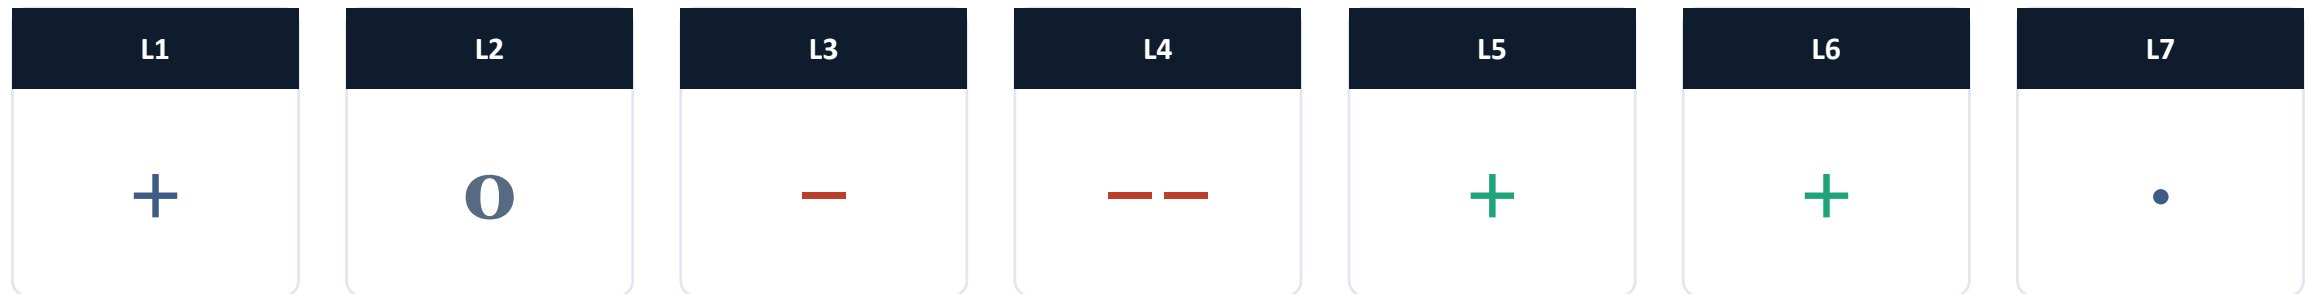 L1 L2 L3 L4 L5 L6 L7
+ o − − − + + •